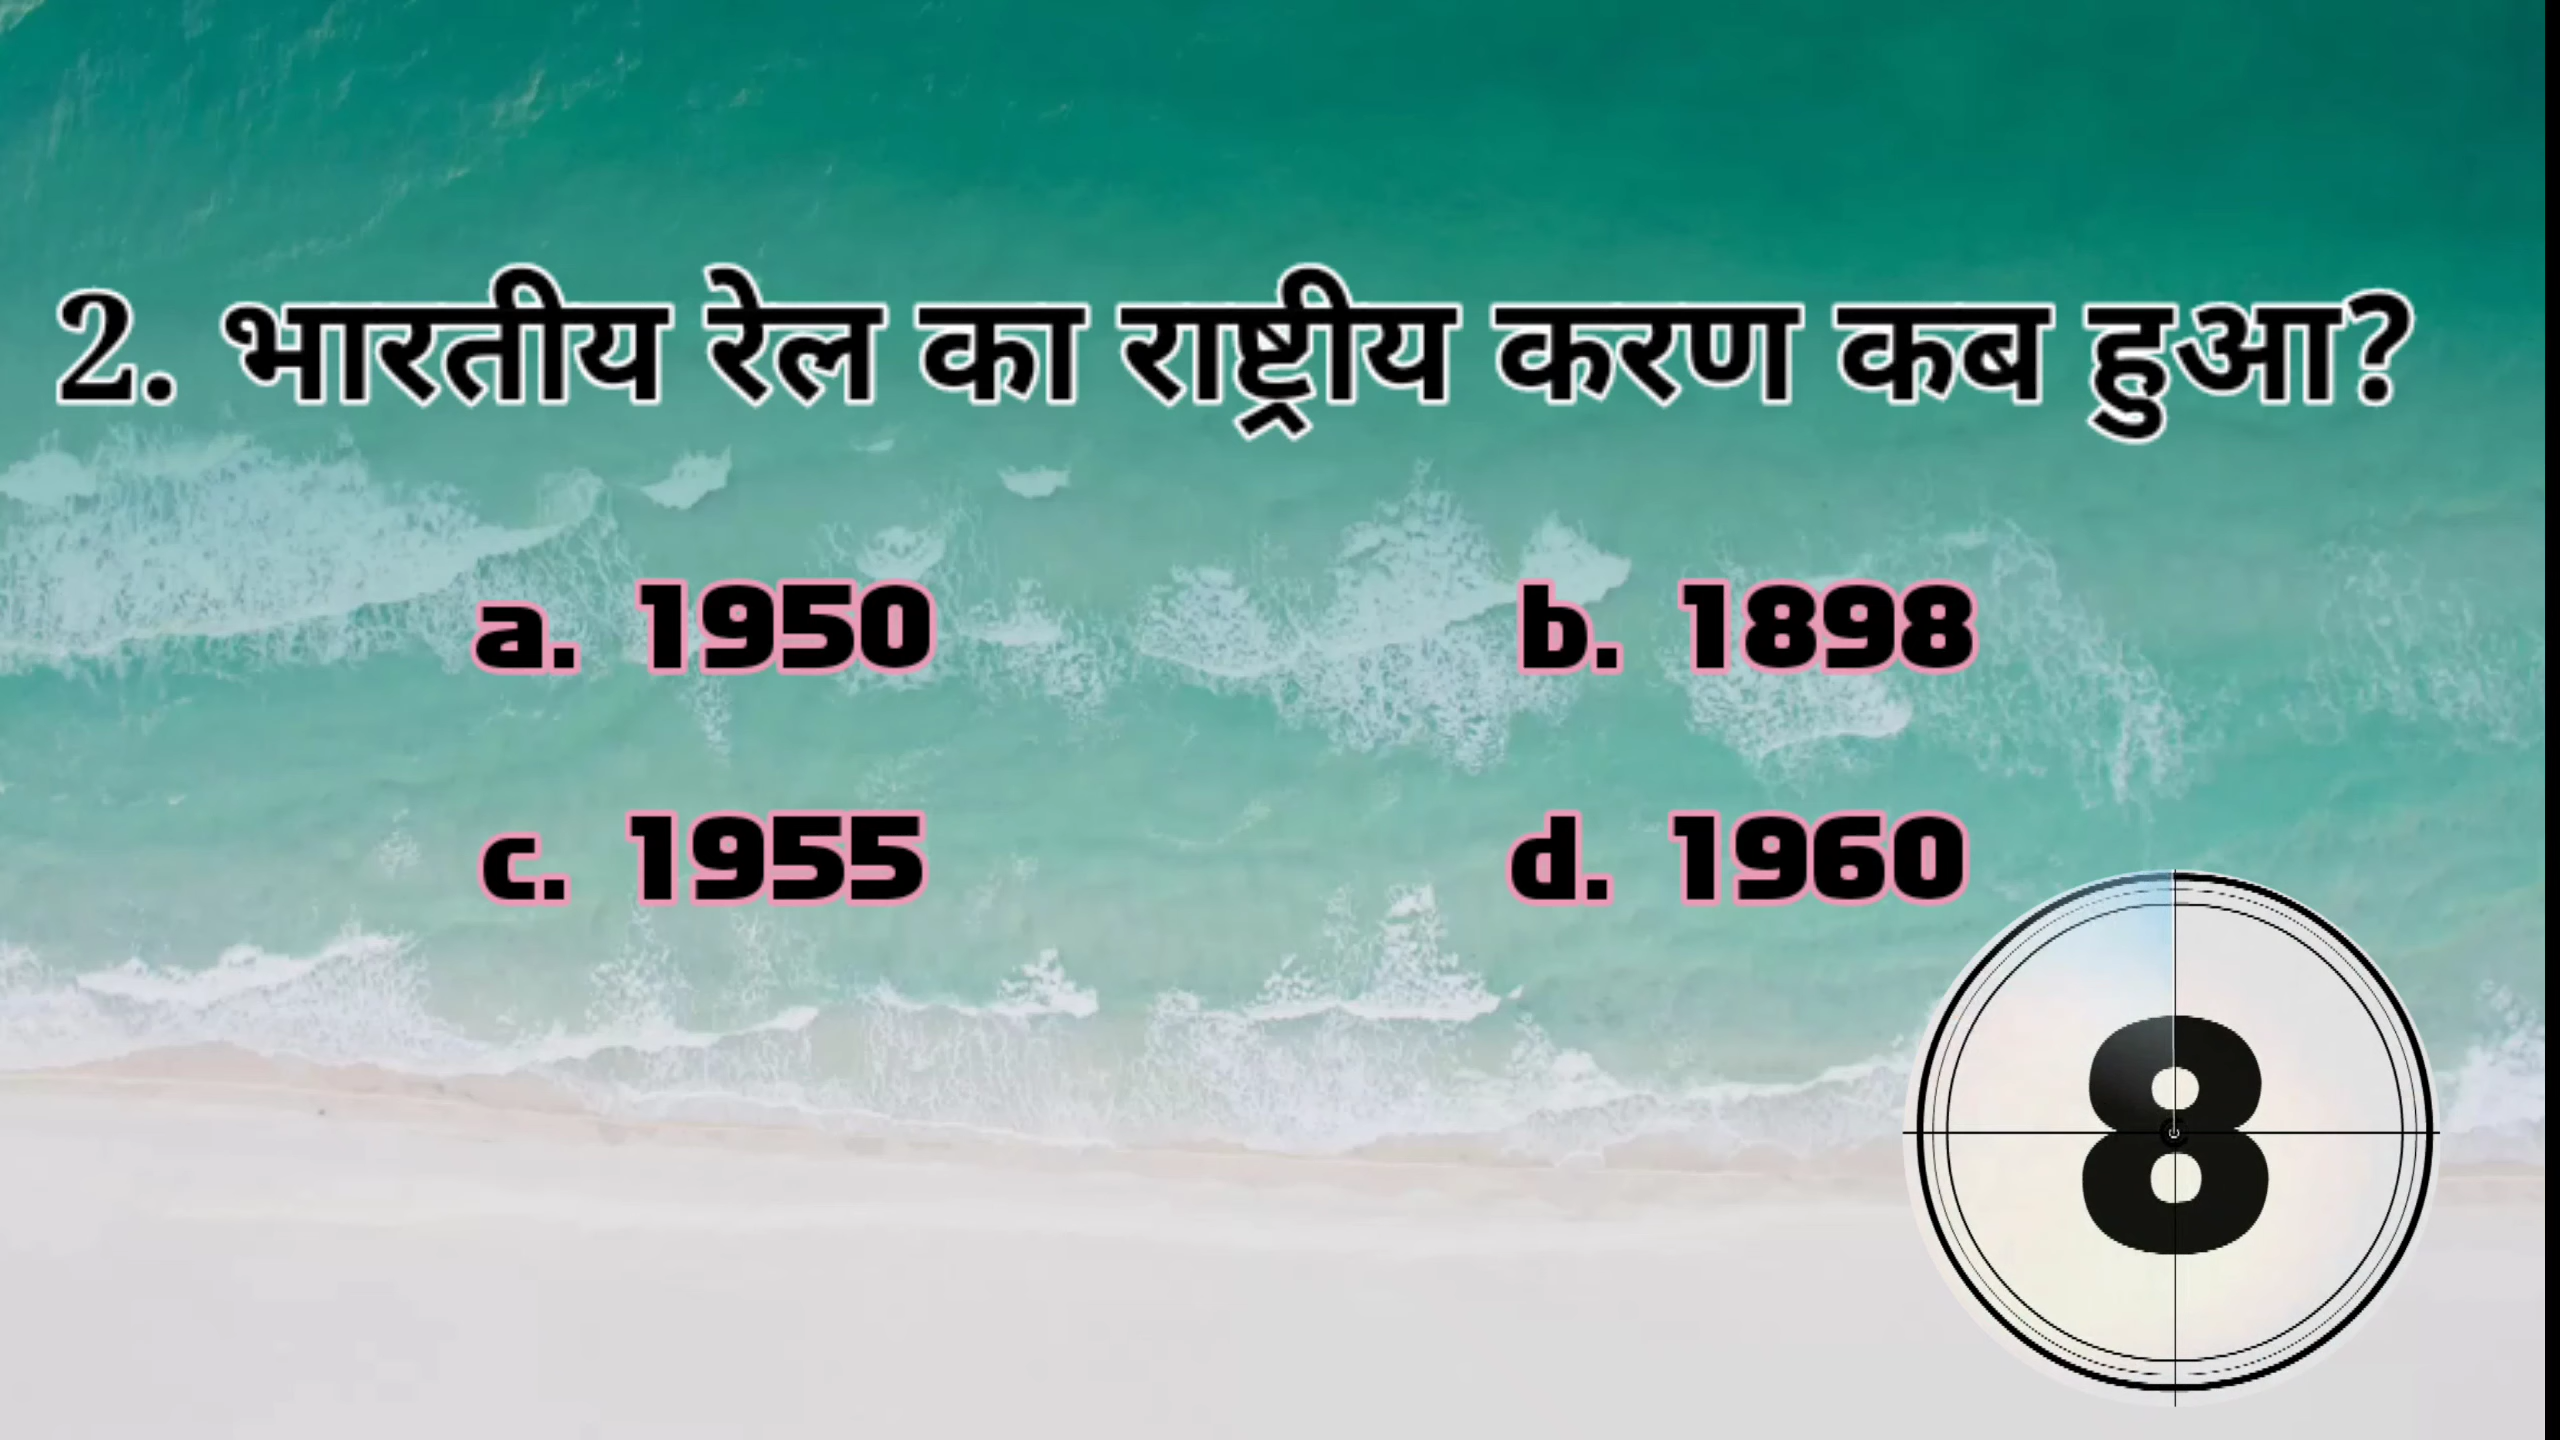 2. भारतीय रेल का राष्ट्रीय करण कब हुआ?
a. 1950
b. 1898
c. 1955
d. 1960
8